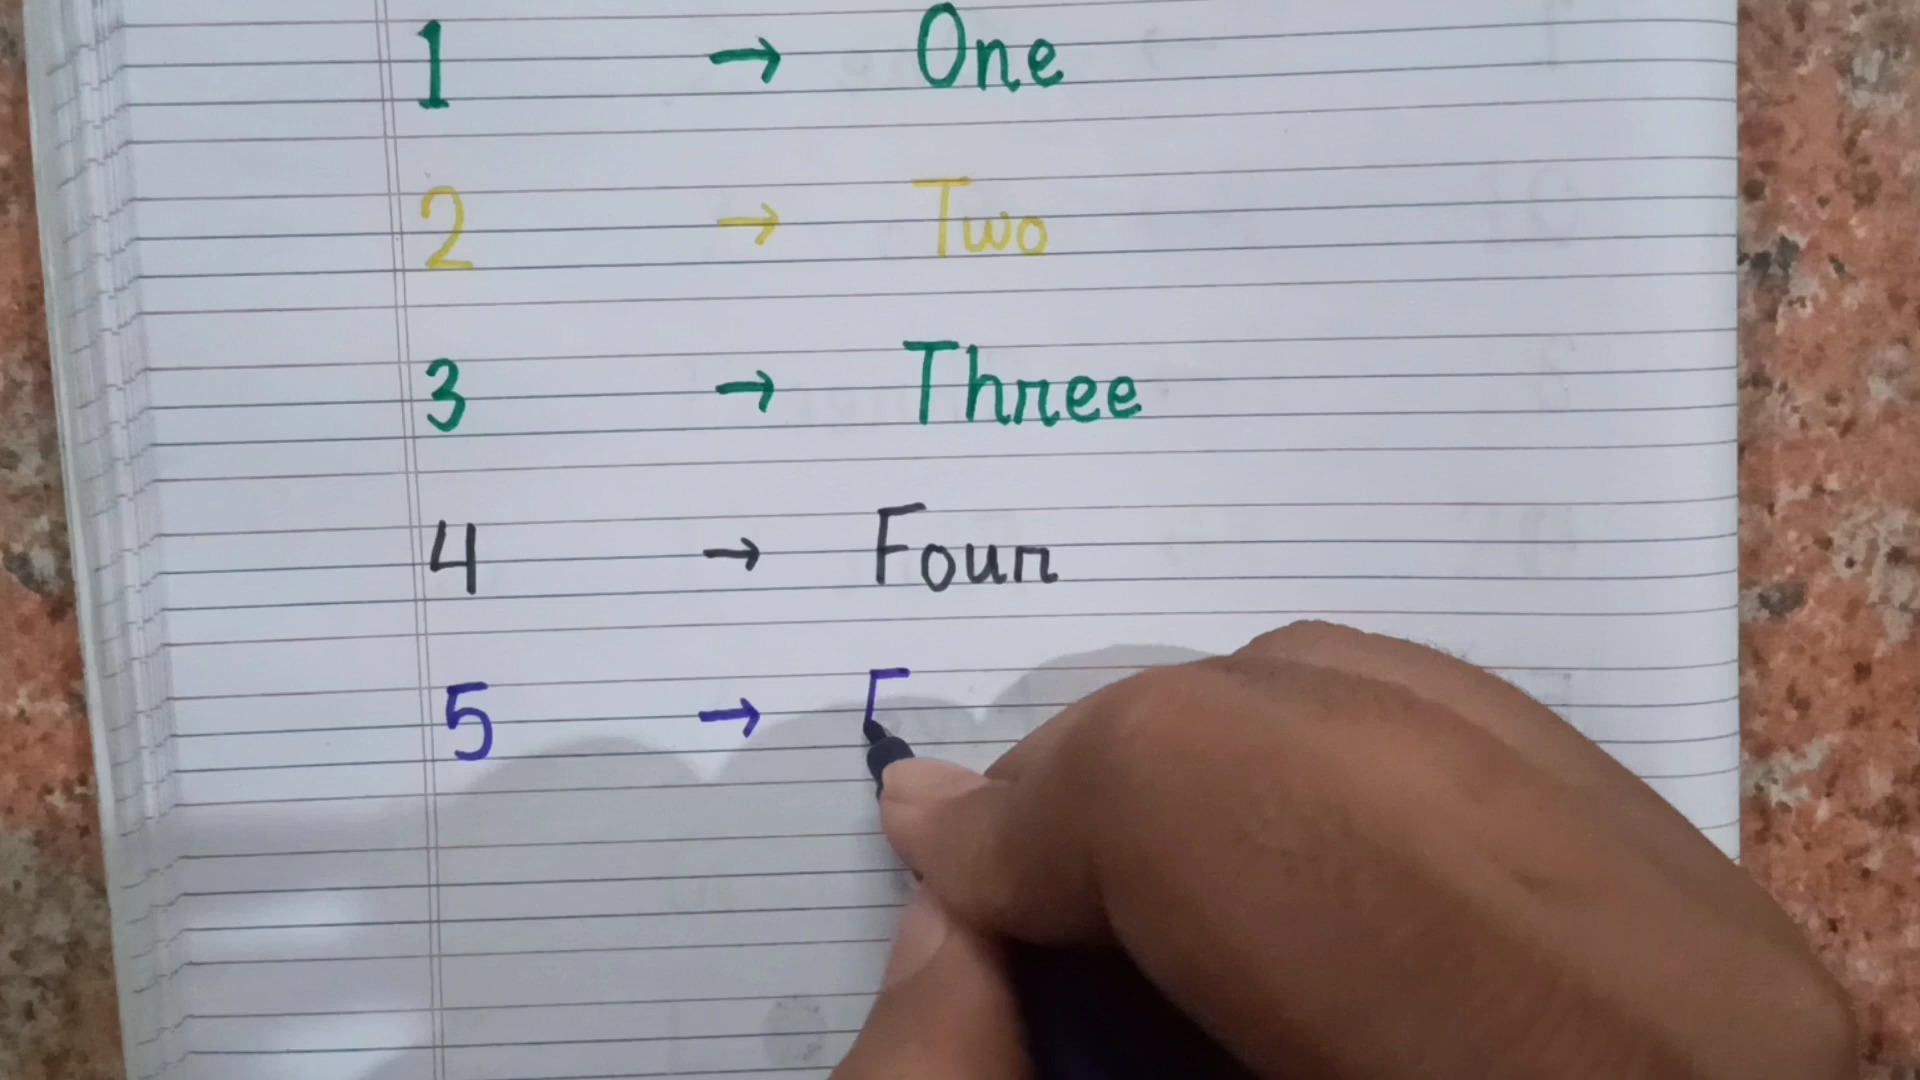 1 → One
2 → Two
3 → Three
4 → Four
5 →